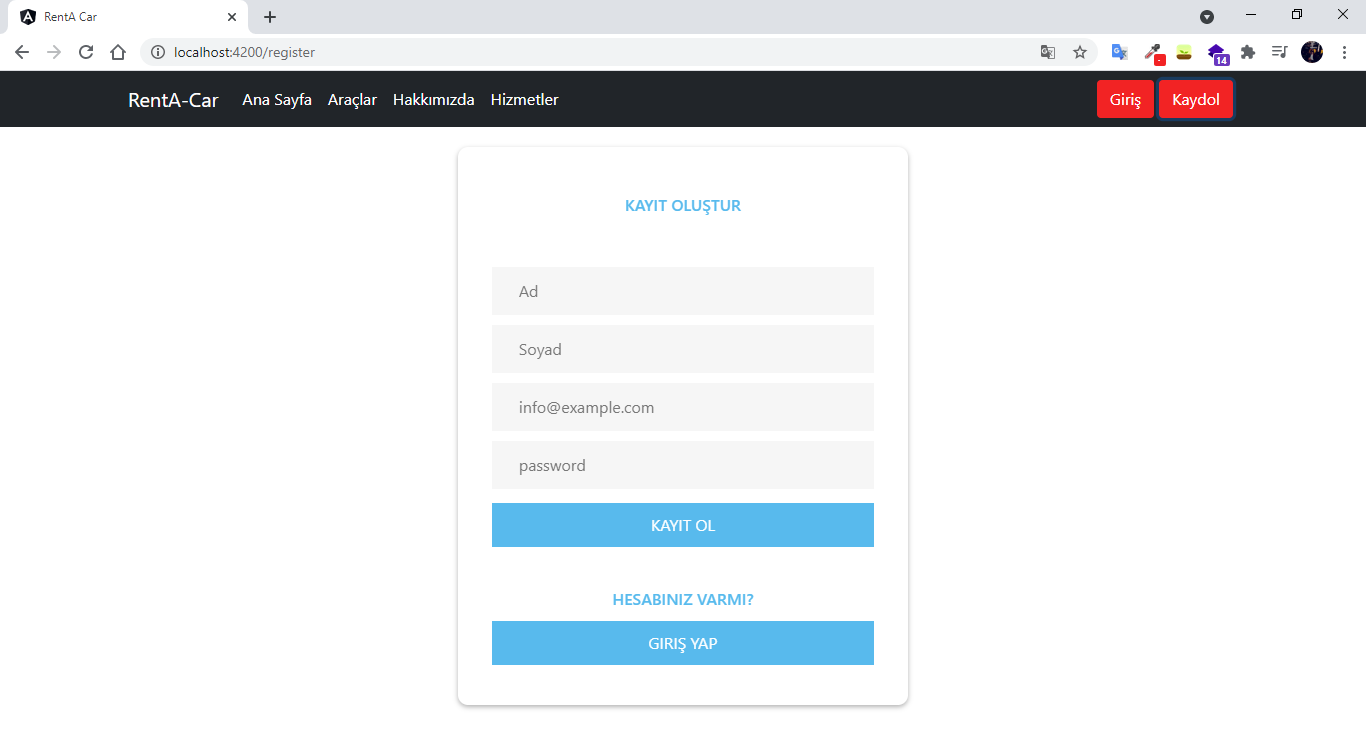 RentA Car
localhost:4200/register
14
RentA-Car Ana Sayfa Araçlar Hakkımızda Hizmetler Giriş Kaydol
KAYIT OLUŞTUR
Ad
Soyad
info@example.com
password
KAYIT OL
HESABINIZ VARMI?
GIRIŞ YAP